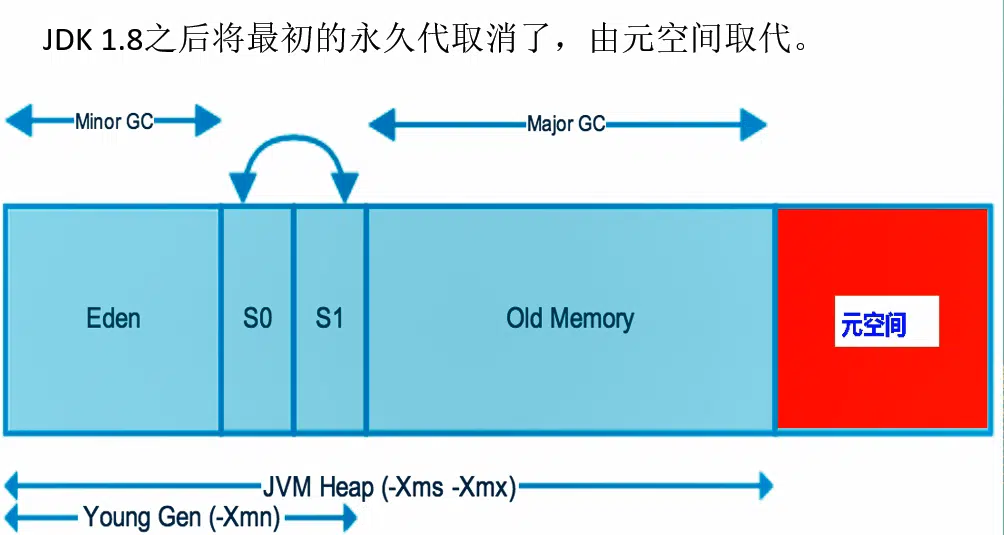 JDK 1.8之后将最初的永久代取消了，由元空间取代。
Minor GC
Major GC
Eden
S0
S1
Old Memory
元空间
JVM Heap (-Xms -Xmx)
Young Gen (-Xmn)